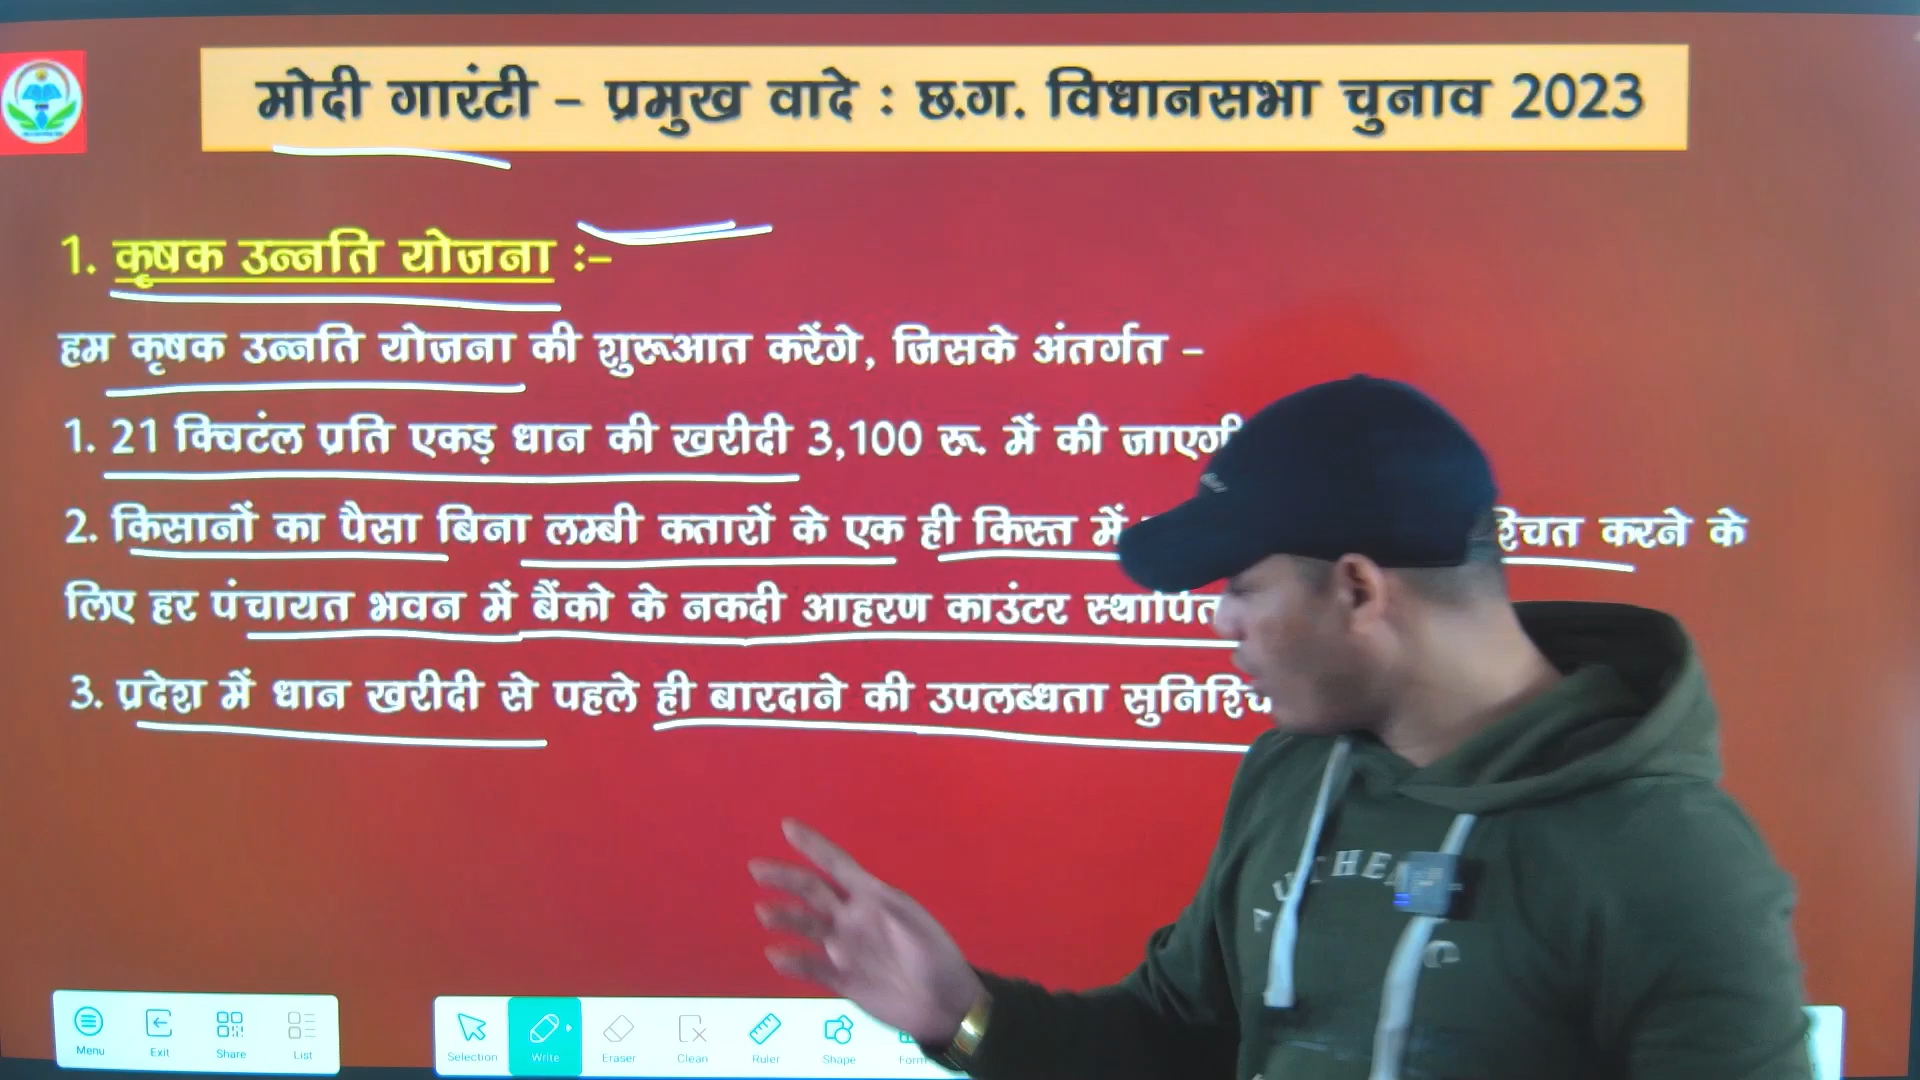 मोदी गारंटी – प्रमुख वादे : छ.ग. विधानसभा चुनाव 2023
1. कृषक उन्नति योजना :–
हम कृषक उन्नति योजना की शुरूआत करेंगे, जिसके अंतर्गत –
1. 21 क्विटंल प्रति एकड़ धान की खरीदी 3,100 रू. में की जाएगी
2. किसानों का पैसा बिना लम्बी कतारों के एक ही किस्त में करने के
लिए हर पंचायत भवन में बैंको के नकदी आहरण काउंटर स्थापित
3. प्रदेश में धान खरीदी से पहले ही बारदाने की उपलब्धता
Menu Exit Share List Selection Write Eraser Clean Ruler Shape